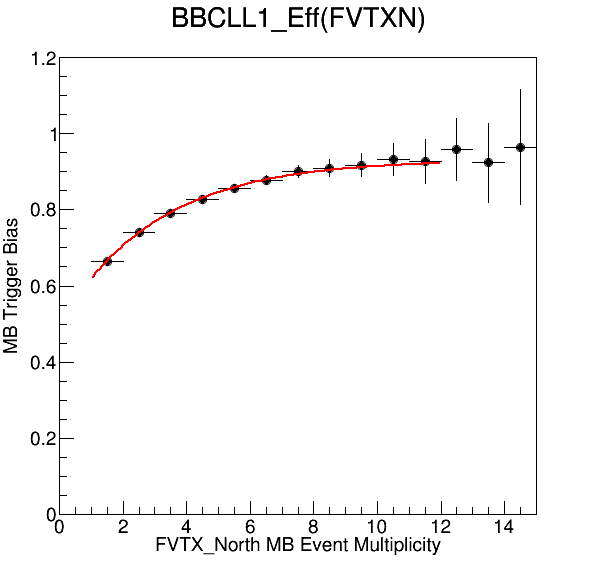 BBCLL1_Eff(FVTXN)
MB Trigger Bias
1.2
1
0.8
0.6
0.4
0.2
0
0 2 4 6 8 10 12 14
FVTX_North MB Event Multiplicity